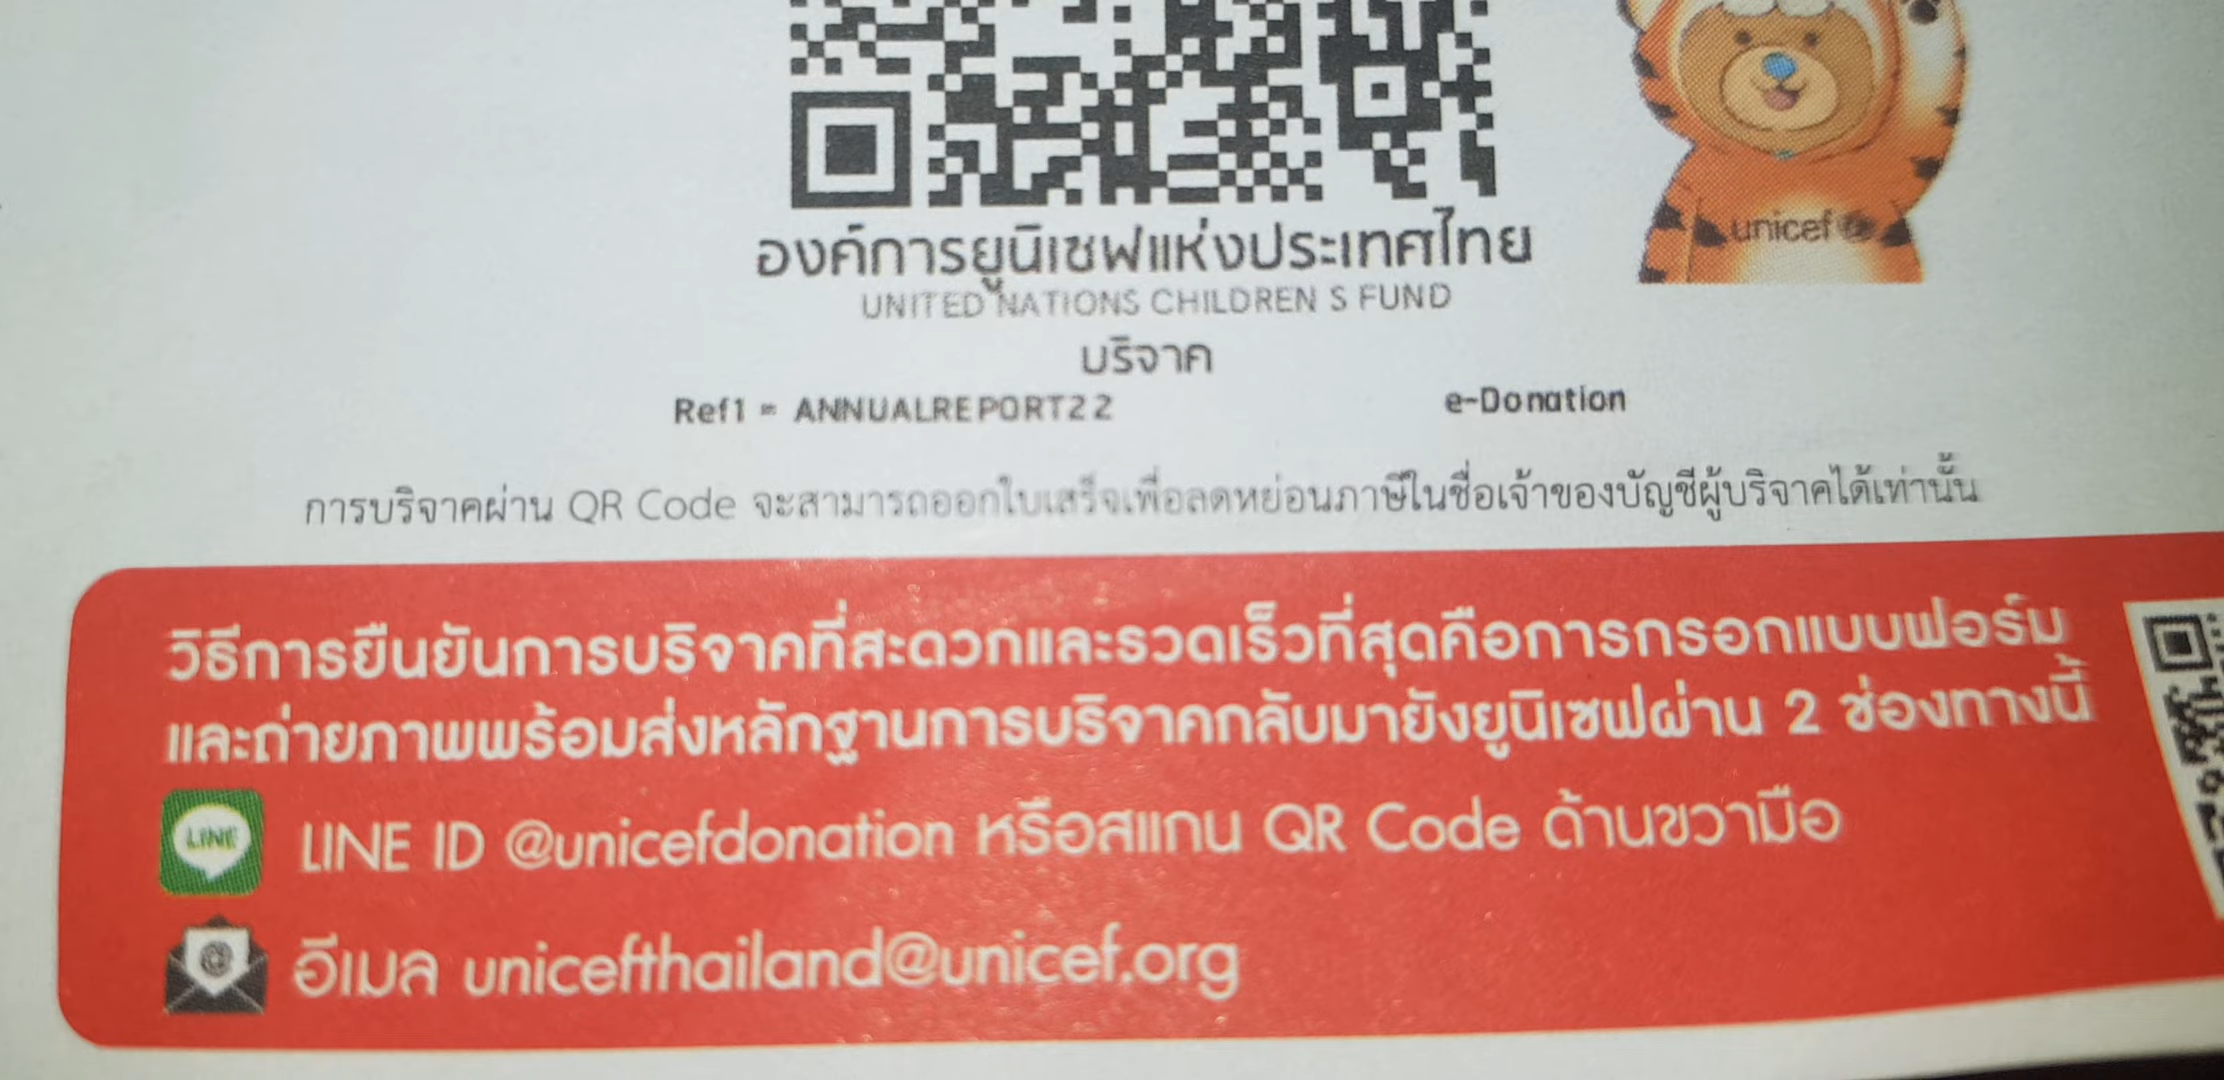 unicef
องค์การยูนิเซฟแห่งประเทศไทย
UNITED NATIONS CHILDREN S FUND
บริจาค
Ref1 = ANNUALREPORT22 e-Donation
การบริจาคผ่าน QR Code จะสามารถออกใบเสร็จเพื่อลดหย่อนภาษีในชื่อเจ้าของบัญชีผู้บริจาคได้เท่านั้น
วิธีการยืนยันการบริจาคที่สะดวกและรวดเร็วที่สุดคือการกรอกแบบฟอร์ม
และถ่ายภาพพร้อมส่งหลักฐานการบริจาคกลับมายังยูนิเซฟผ่าน 2 ช่องทางนี้
LINE LINE ID @unicefdonation หรือสแกน QR Code ด้านขวามือ
@ อีเมล unicefthailand@unicef.org